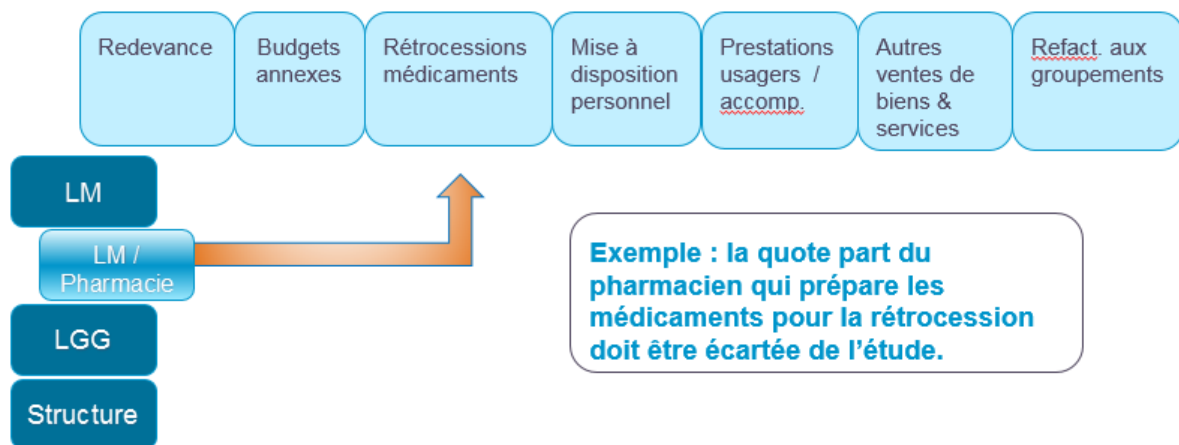 Redevance
Budgets
annexes
Rétrocessions
médicaments
Mise à
disposition
personnel
Prestations
usagers /
accomp.
Autres
ventes de
biens &
services
Refact. aux
groupements
LM
LM /
Pharmacie
LGG
Structure
Exemple : la quote part du
pharmacien qui prépare les
médicaments pour la rétrocession
doit être écartée de l’étude.